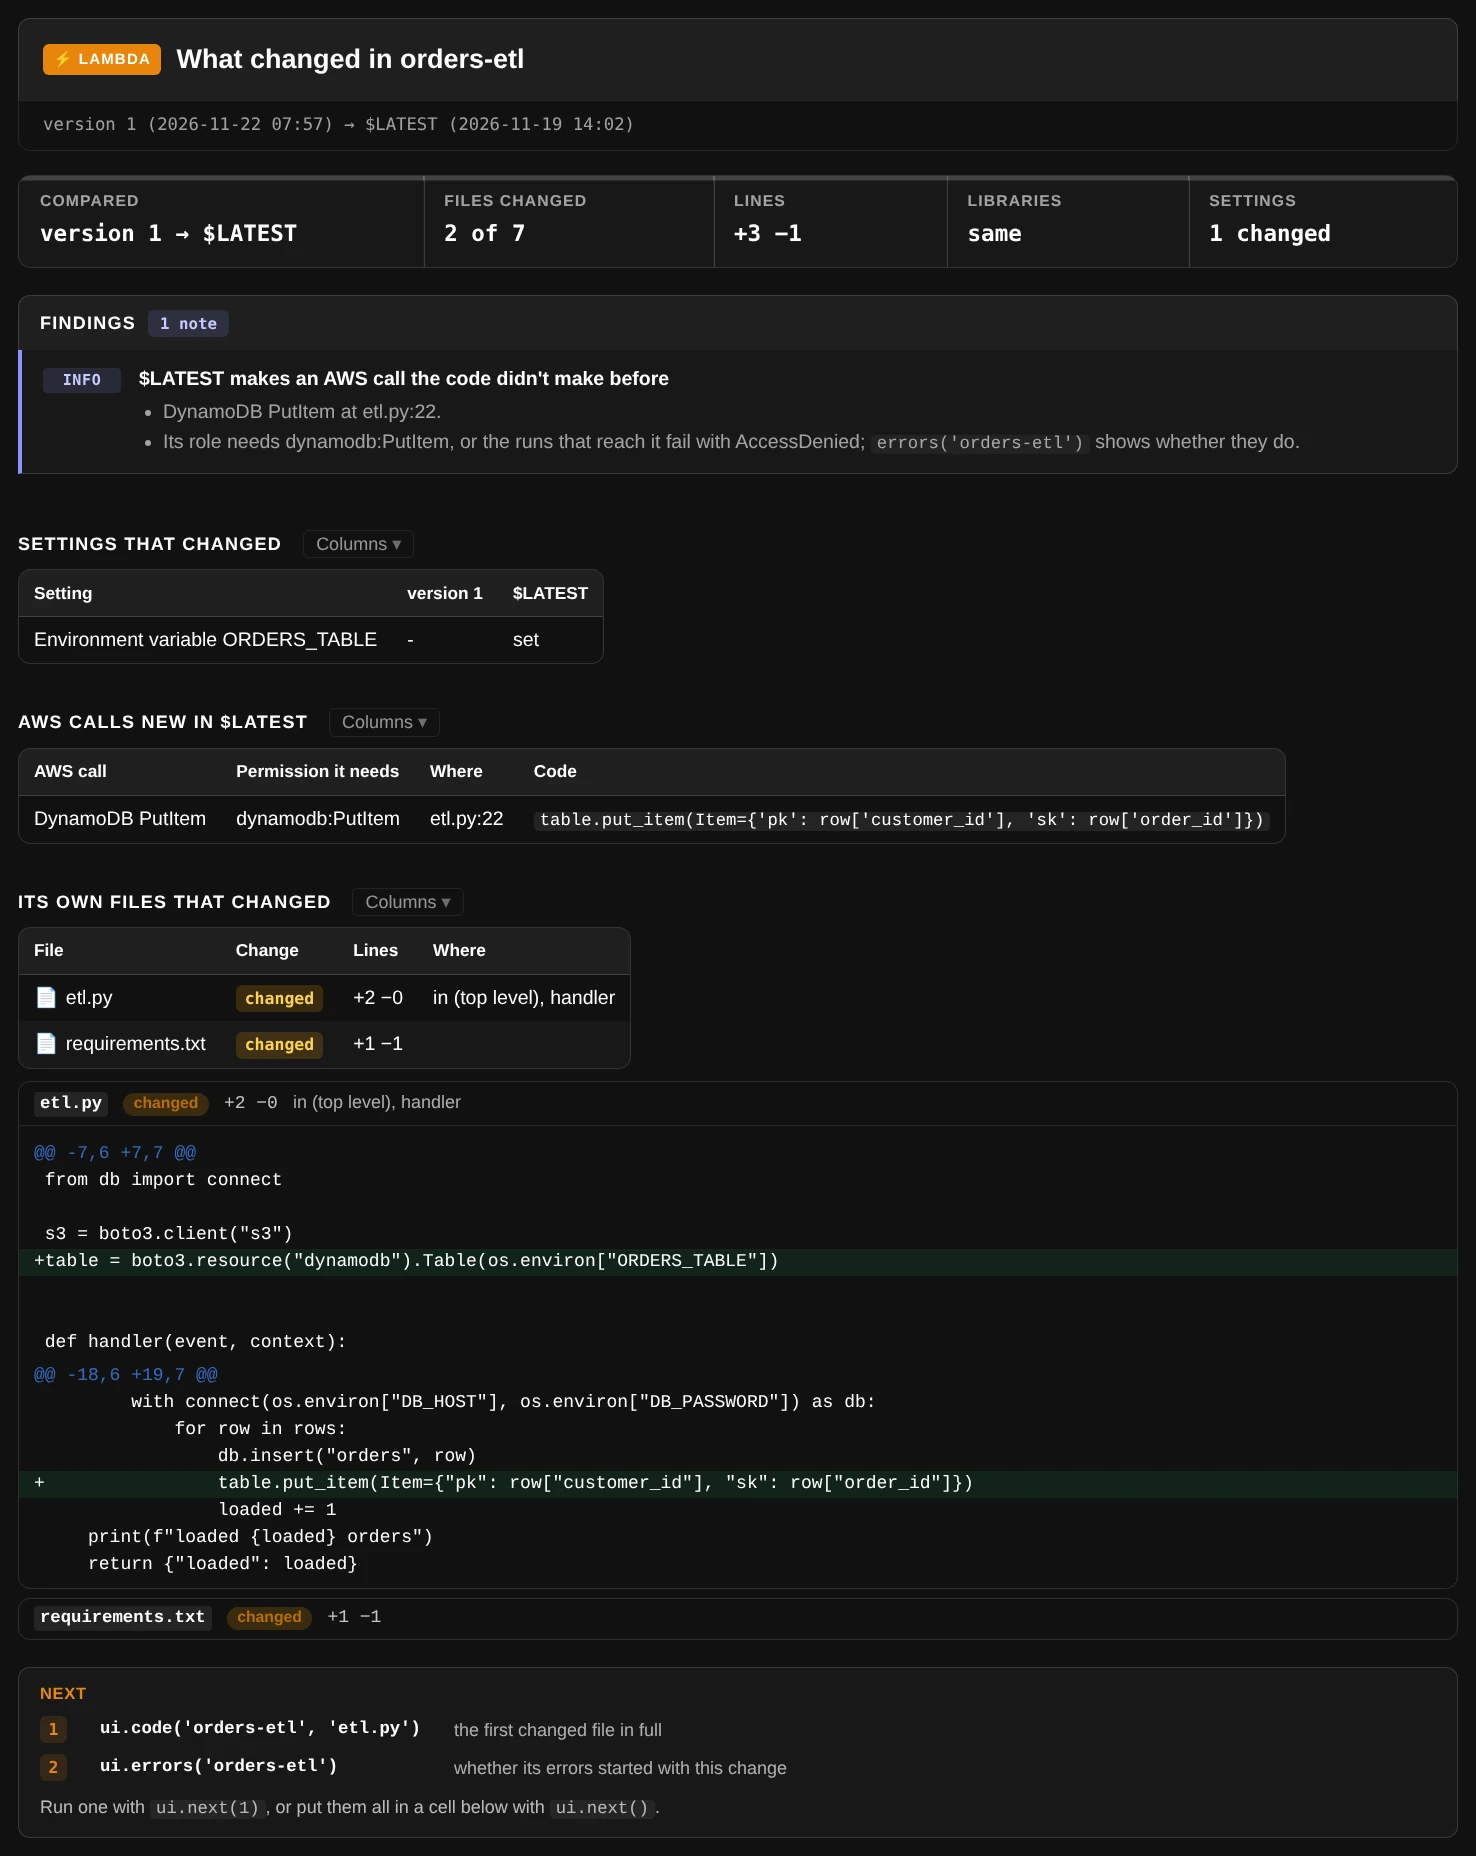 ⚡ LAMBDA What changed in orders-etl
version 1 (2026-11-22 07:57) → $LATEST (2026-11-19 14:02)
COMPARED
version 1 → $LATEST
FILES CHANGED
2 of 7
LINES
+3 −1
LIBRARIES
same
SETTINGS
1 changed
FINDINGS 1 note
INFO $LATEST makes an AWS call the code didn't make before
• DynamoDB PutItem at etl.py:22.
• Its role needs dynamodb:PutItem, or the runs that reach it fail with AccessDenied; errors('orders-etl') shows whether they do.
SETTINGS THAT CHANGED Columns ▾
Setting version 1 $LATEST
Environment variable ORDERS_TABLE - set
AWS CALLS NEW IN $LATEST Columns ▾
AWS call Permission it needs Where Code
DynamoDB PutItem dynamodb:PutItem etl.py:22 table.put_item(Item={'pk': row['customer_id'], 'sk': row['order_id']})
ITS OWN FILES THAT CHANGED Columns ▾
File Change Lines Where
📄 etl.py changed +2 −0 in (top level), handler
📄 requirements.txt changed +1 −1
etl.py changed +2 −0 in (top level), handler
@@ -7,6 +7,7 @@
 from db import connect
 s3 = boto3.client("s3")
+table = boto3.resource("dynamodb").Table(os.environ["ORDERS_TABLE"])
 def handler(event, context):
@@ -18,6 +19,7 @@
         with connect(os.environ["DB_HOST"], os.environ["DB_PASSWORD"]) as db:
             for row in rows:
                 db.insert("orders", row)
+                table.put_item(Item={"pk": row["customer_id"], "sk": row["order_id"]})
                 loaded += 1
     print(f"loaded {loaded} orders")
     return {"loaded": loaded}
requirements.txt changed +1 −1
NEXT
1 ui.code('orders-etl', 'etl.py') the first changed file in full
2 ui.errors('orders-etl') whether its errors started with this change
Run one with ui.next(1), or put them all in a cell below with ui.next().